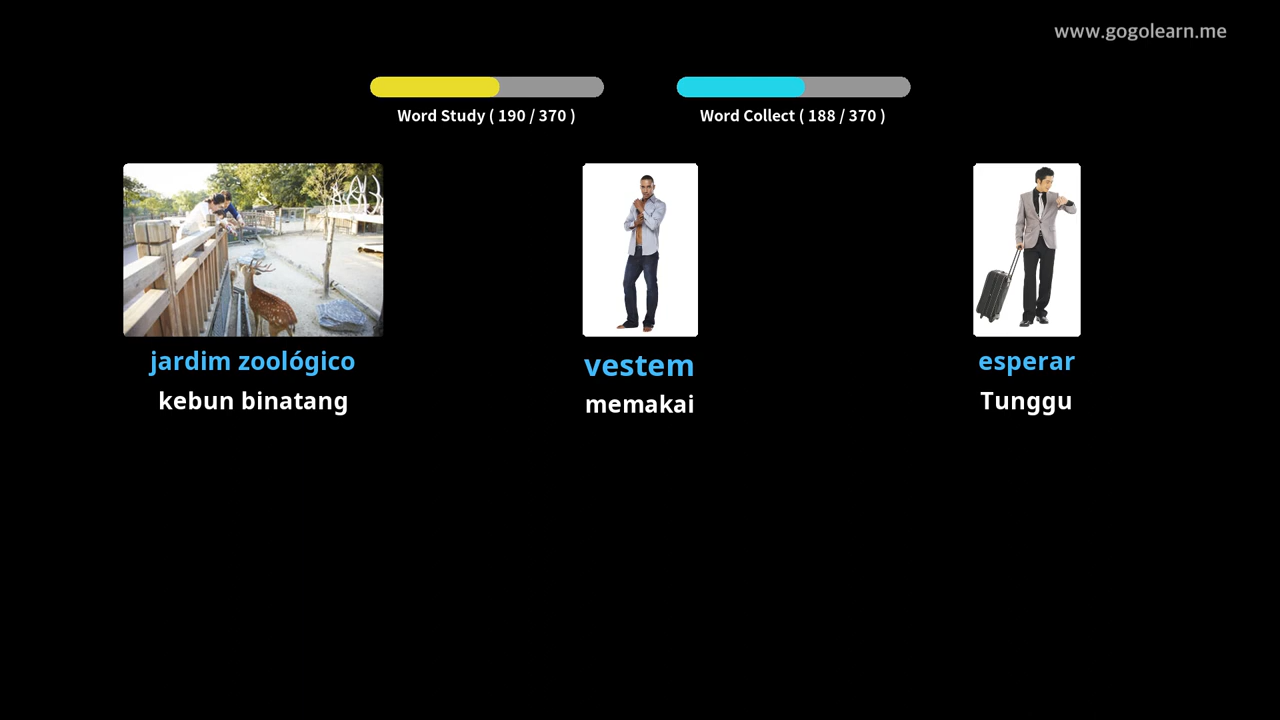 www.gogolearn.me
Word Study ( 190 / 370 )
Word Collect ( 188 / 370 )
jardim zoológico
kebun binatang
vestem
memakai
esperar
Tunggu